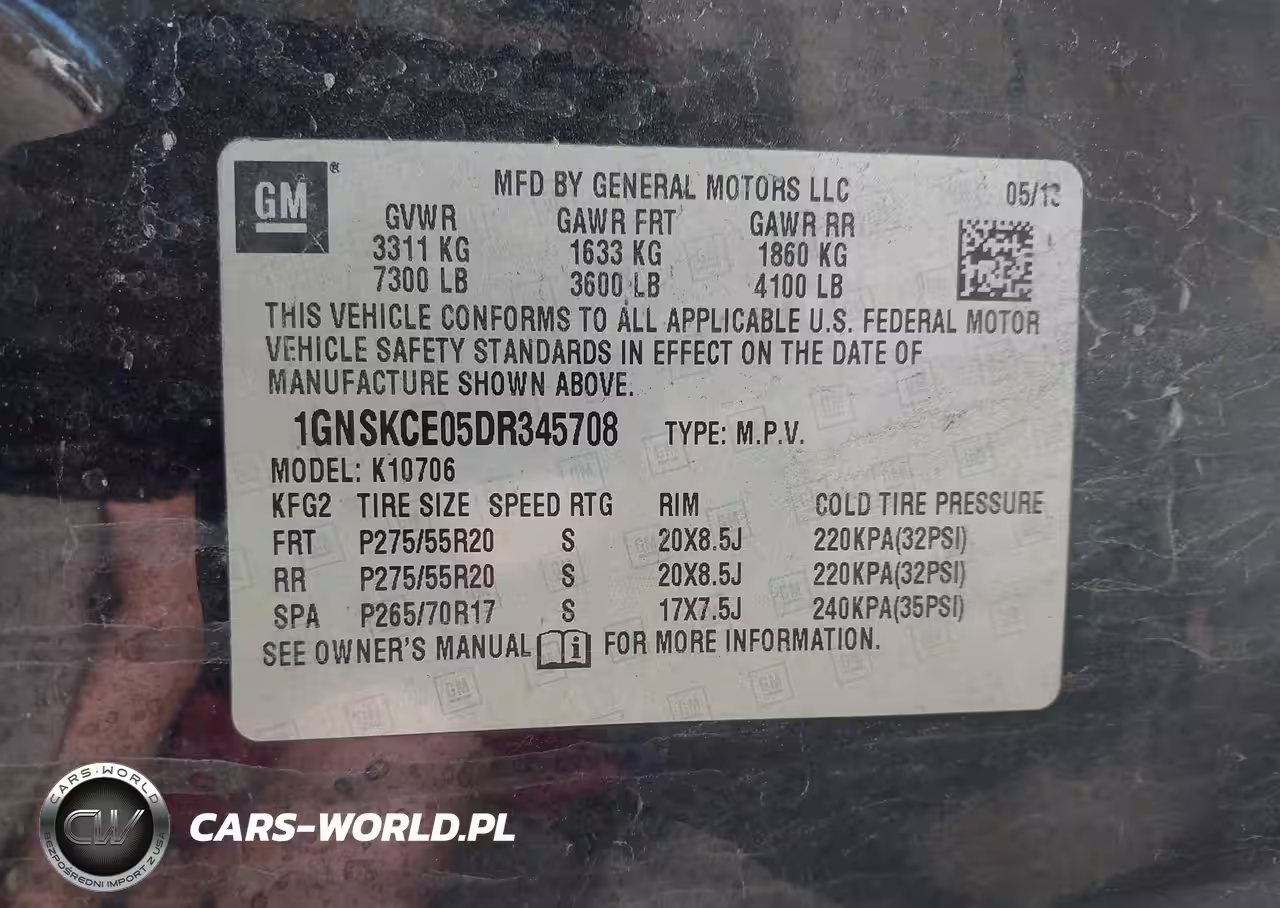 GM®
MFD BY GENERAL MOTORS LLC 05/13
GVWR GAWR FRT GAWR RR
3311 KG 1633 KG 1860 KG
7300 LB 3600 LB 4100 LB
THIS VEHICLE CONFORMS TO ALL APPLICABLE U.S. FEDERAL MOTOR
VEHICLE SAFETY STANDARDS IN EFFECT ON THE DATE OF
MANUFACTURE SHOWN ABOVE.
1GNSKCE05DR345708 TYPE: M.P.V.
MODEL: K10706
KFG2 TIRE SIZE SPEED RTG RIM COLD TIRE PRESSURE
FRT P275/55R20 S 20X8.5J 220KPA(32PSI)
RR P275/55R20 S 20X8.5J 220KPA(32PSI)
SPA P265/70R17 S 17X7.5J 240KPA(35PSI)
SEE OWNER'S MANUAL i FOR MORE INFORMATION.
CARS-WORLD
CW
BEZPOŚREDNI IMPORT Z USA
CARS-WORLD.PL